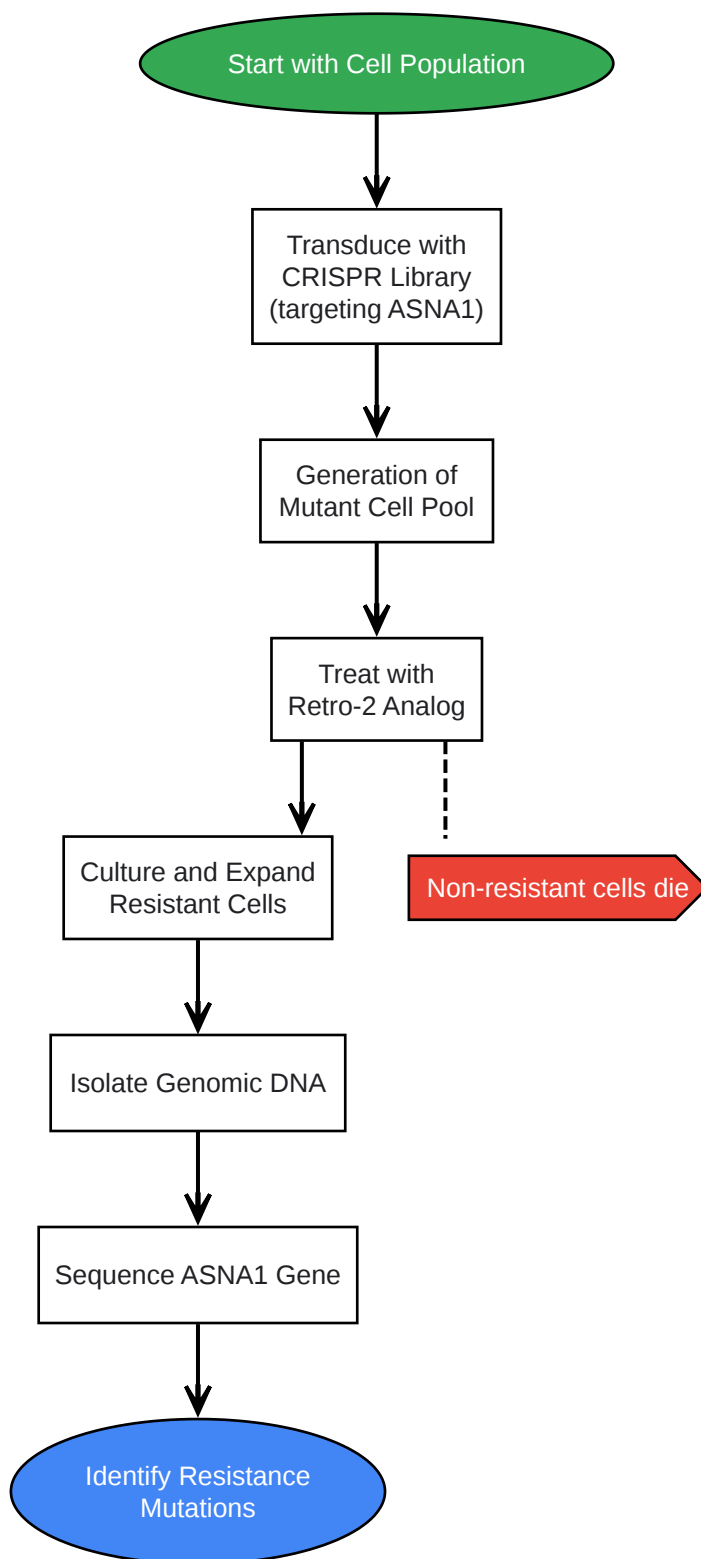 Start with Cell Population
Transduce with
CRISPR Library
(targeting ASNA1)
Generation of
Mutant Cell Pool
Treat with
Retro-2 Analog
Culture and Expand
Resistant Cells
Non-resistant cells die
Isolate Genomic DNA
Sequence ASNA1 Gene
Identify Resistance
Mutations